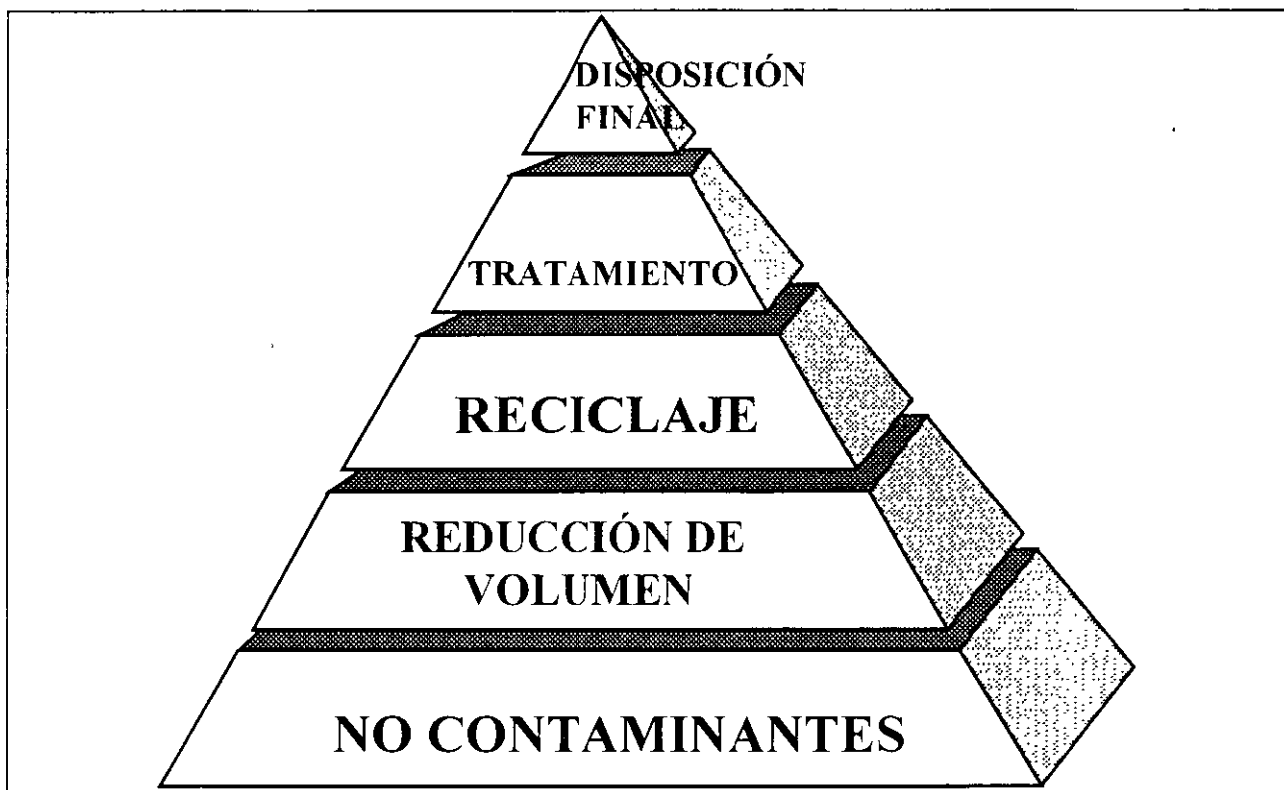 DISPOSICIÓN
FINAL
TRATAMIENTO
RECICLAJE
REDUCCIÓN DE
VOLUMEN
NO CONTAMINANTES